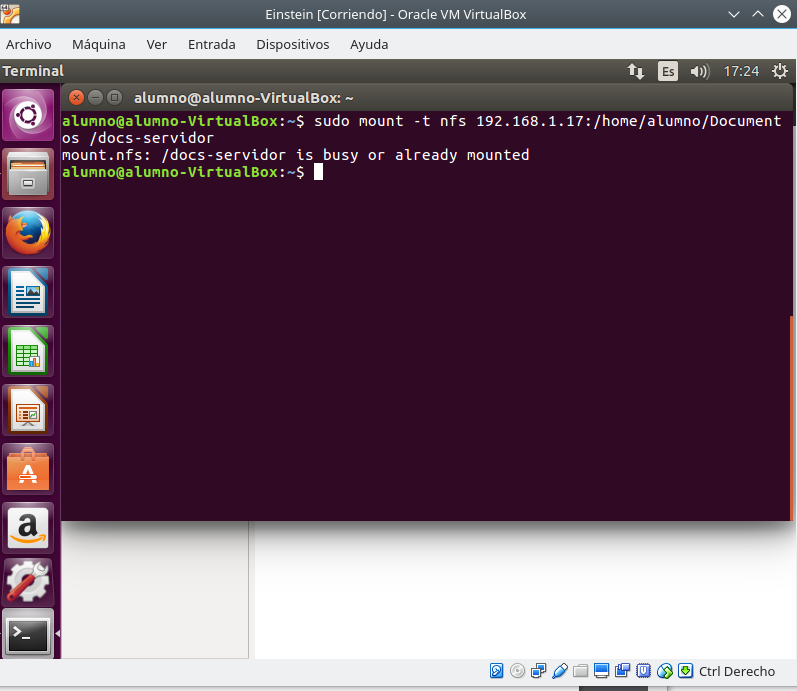 Einstein [Corriendo] - Oracle VM VirtualBox
Archivo Máquina Ver Entrada Dispositivos Ayuda
Terminal Es 17:24
alumno@alumno-VirtualBox: ~
alumno@alumno-VirtualBox:~$ sudo mount -t nfs 192.168.1.17:/home/alumno/Document
os /docs-servidor
mount.nfs: /docs-servidor is busy or already mounted
alumno@alumno-VirtualBox:~$
Ctrl Derecho